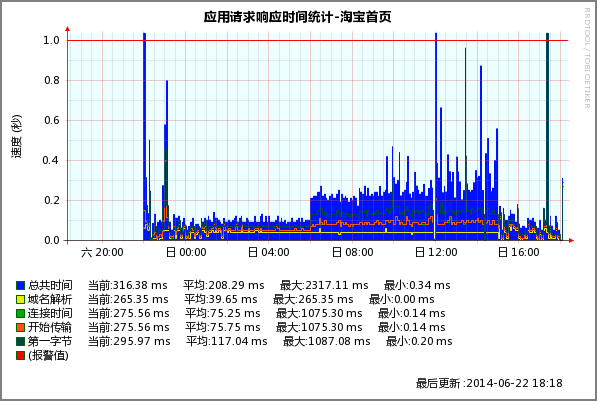 应用请求响应时间统计-淘宝首页
RRDTOOL / TOBI OETIKER
速度 (秒)
1.0
0.8
0.6
0.4
0.2
0.0
六 20:00 日 00:00 日 04:00 日 08:00 日 12:00 日 16:00
总共时间 当前:316.38 ms 平均:208.29 ms 最大:2317.11 ms 最小:0.34 ms
域名解析 当前:265.35 ms 平均:39.65 ms 最大:265.35 ms 最小:0.00 ms
连接时间 当前:275.56 ms 平均:75.25 ms 最大:1075.30 ms 最小:0.14 ms
开始传输 当前:275.56 ms 平均:75.75 ms 最大:1075.30 ms 最小:0.14 ms
第一字节 当前:295.97 ms 平均:117.04 ms 最大:1087.08 ms 最小:0.20 ms
(报警值)
最后更新 :2014-06-22 18:18